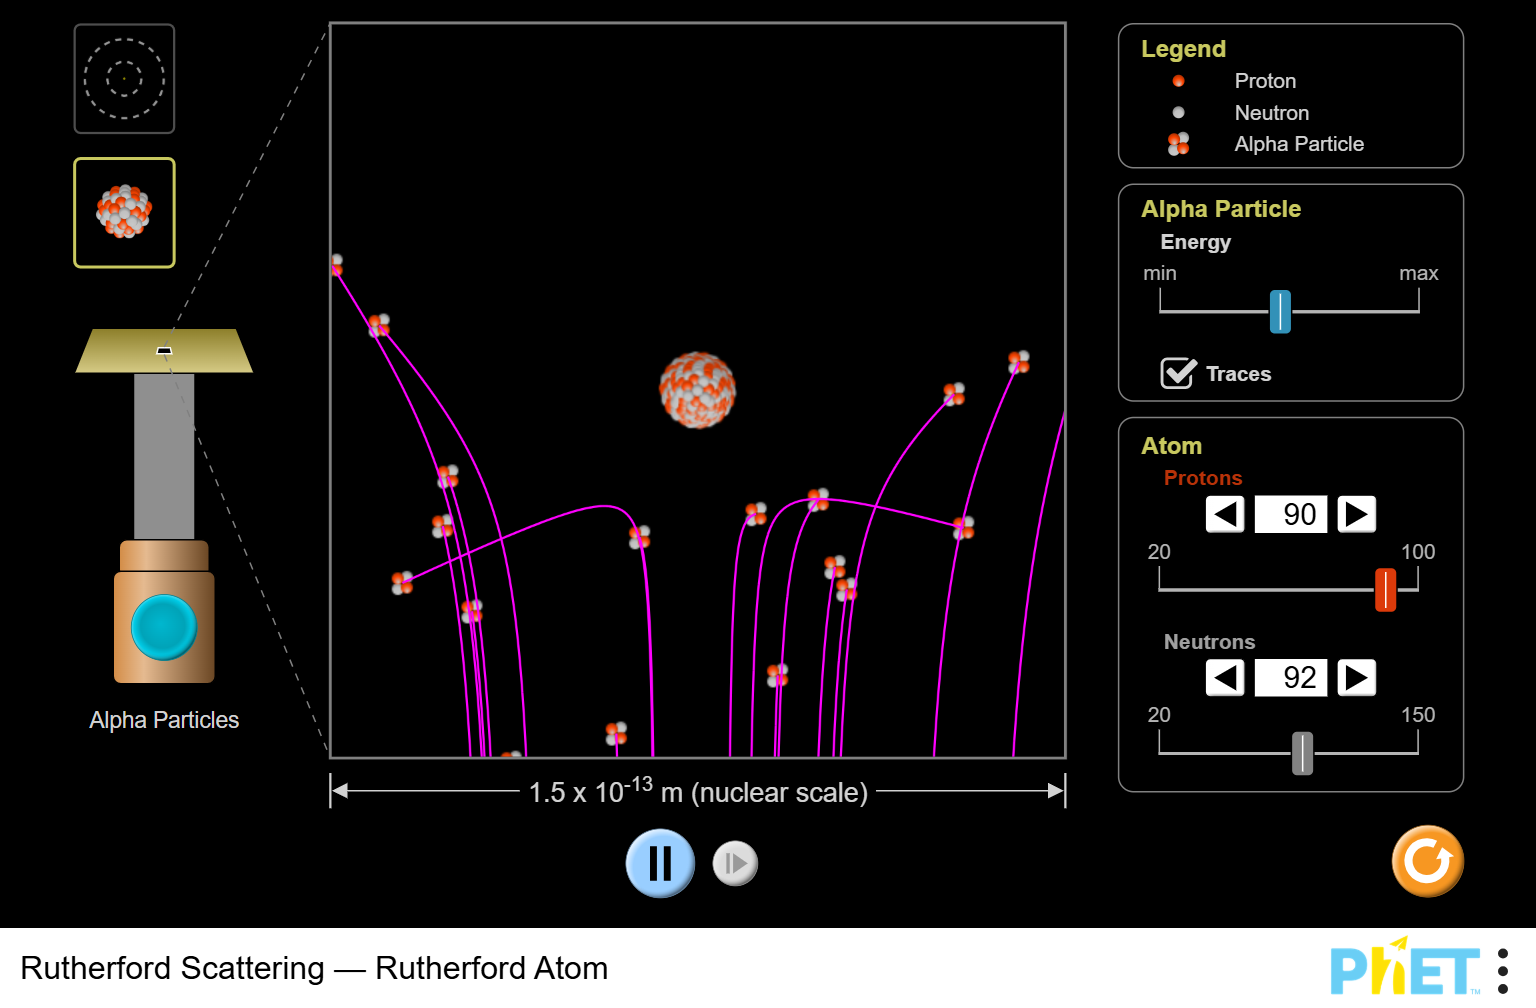 Legend
Proton
Neutron
Alpha Particle
Alpha Particle
Energy
min max
Traces
Atom
Protons
90
20 100
Neutrons
92
20 150
Alpha Particles
1.5 x 10⁻¹³ m (nuclear scale)
Rutherford Scattering — Rutherford Atom
PhET™